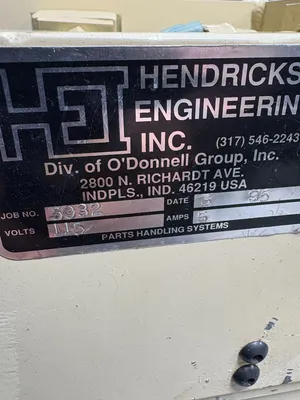 HEI HENDRICKS
ENGINEERIN
INC. (317) 546-2243
Div. of O'Donnell Group, Inc.
2800 N. RICHARDT AVE.
INDPLS., IND. 46219 USA
JOB NO. 3932 DATE 3 95
VOLTS 115 AMPS 5
PARTS HANDLING SYSTEMS